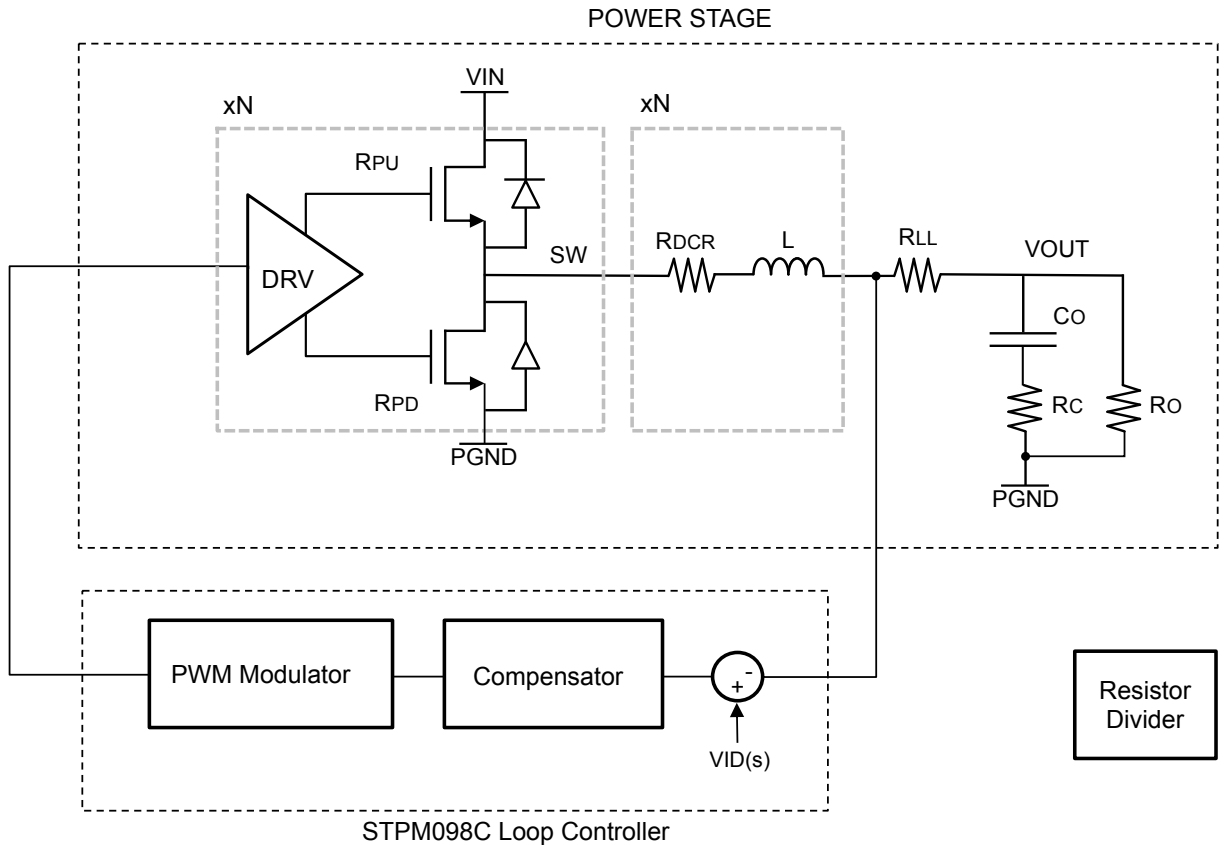 POWER STAGE
VIN
xN
xN
RPU
DRV
SW
RDCR
L
RLL
VOUT
CO
RPD
RC
RO
PGND
PGND
PWM Modulator
Compensator
-
+
VID(s)
Resistor
Divider
STPM098C Loop Controller